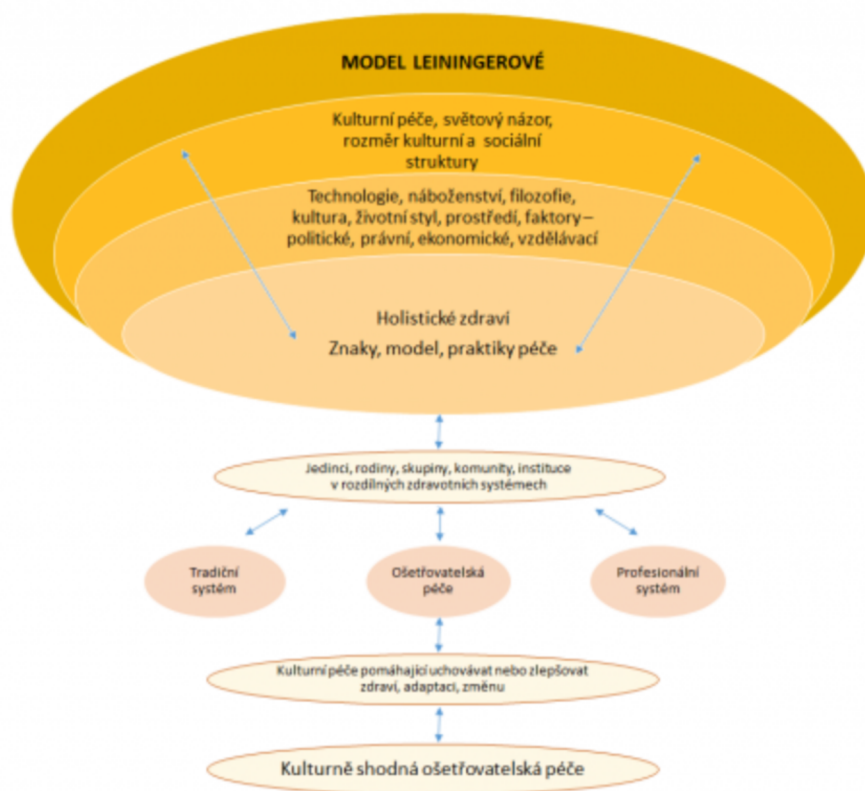 MODEL LEININGEROVÉ
Kulturní péče, světový názor,
rozměr kulturní a sociální
struktury
Technologie, náboženství, filozofie,
kultura, životní styl, prostředí, faktory –
politické, právní, ekonomické, vzdělávací
Holistické zdraví
Znaky, model, praktiky péče
Jedinci, rodiny, skupiny, komunity, instituce
v rozdílných zdravotních systémech
Tradiční
systém
Ošetřovatelská
péče
Profesionální
systém
Kulturní péče pomáhající uchovávat nebo zlepšovat
zdraví, adaptaci, změnu
Kulturně shodná ošetřovatelská péče